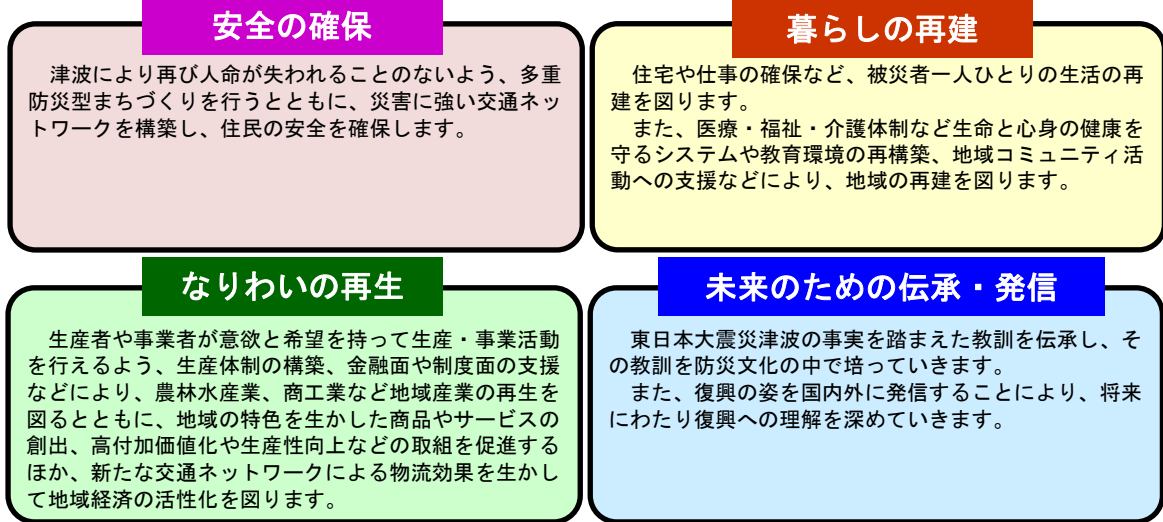 安全の確保
　津波により再び人命が失われることのないよう、多重
防災型まちづくりを行うとともに、災害に強い交通ネッ
トワークを構築し、住民の安全を確保します。
暮らしの再建
　住宅や仕事の確保など、被災者一人ひとりの生活の再
建を図ります。
　また、医療・福祉・介護体制など生命と心身の健康を
守るシステムや教育環境の再構築、地域コミュニティ活
動への支援などにより、地域の再建を図ります。
なりわいの再生
　生産者や事業者が意欲と希望を持って生産・事業活動
を行えるよう、生産体制の構築、金融面や制度面の支援
などにより、農林水産業、商工業など地域産業の再生を
図るとともに、地域の特色を生かした商品やサービスの
創出、高付加価値化や生産性向上などの取組を促進する
ほか、新たな交通ネットワークによる物流効果を生かし
て地域経済の活性化を図ります。
未来のための伝承・発信
　東日本大震災津波の事実を踏まえた教訓を伝承し、そ
の教訓を防災文化の中で培っていきます。
　また、復興の姿を国内外に発信することにより、将来
にわたり復興への理解を深めていきます。